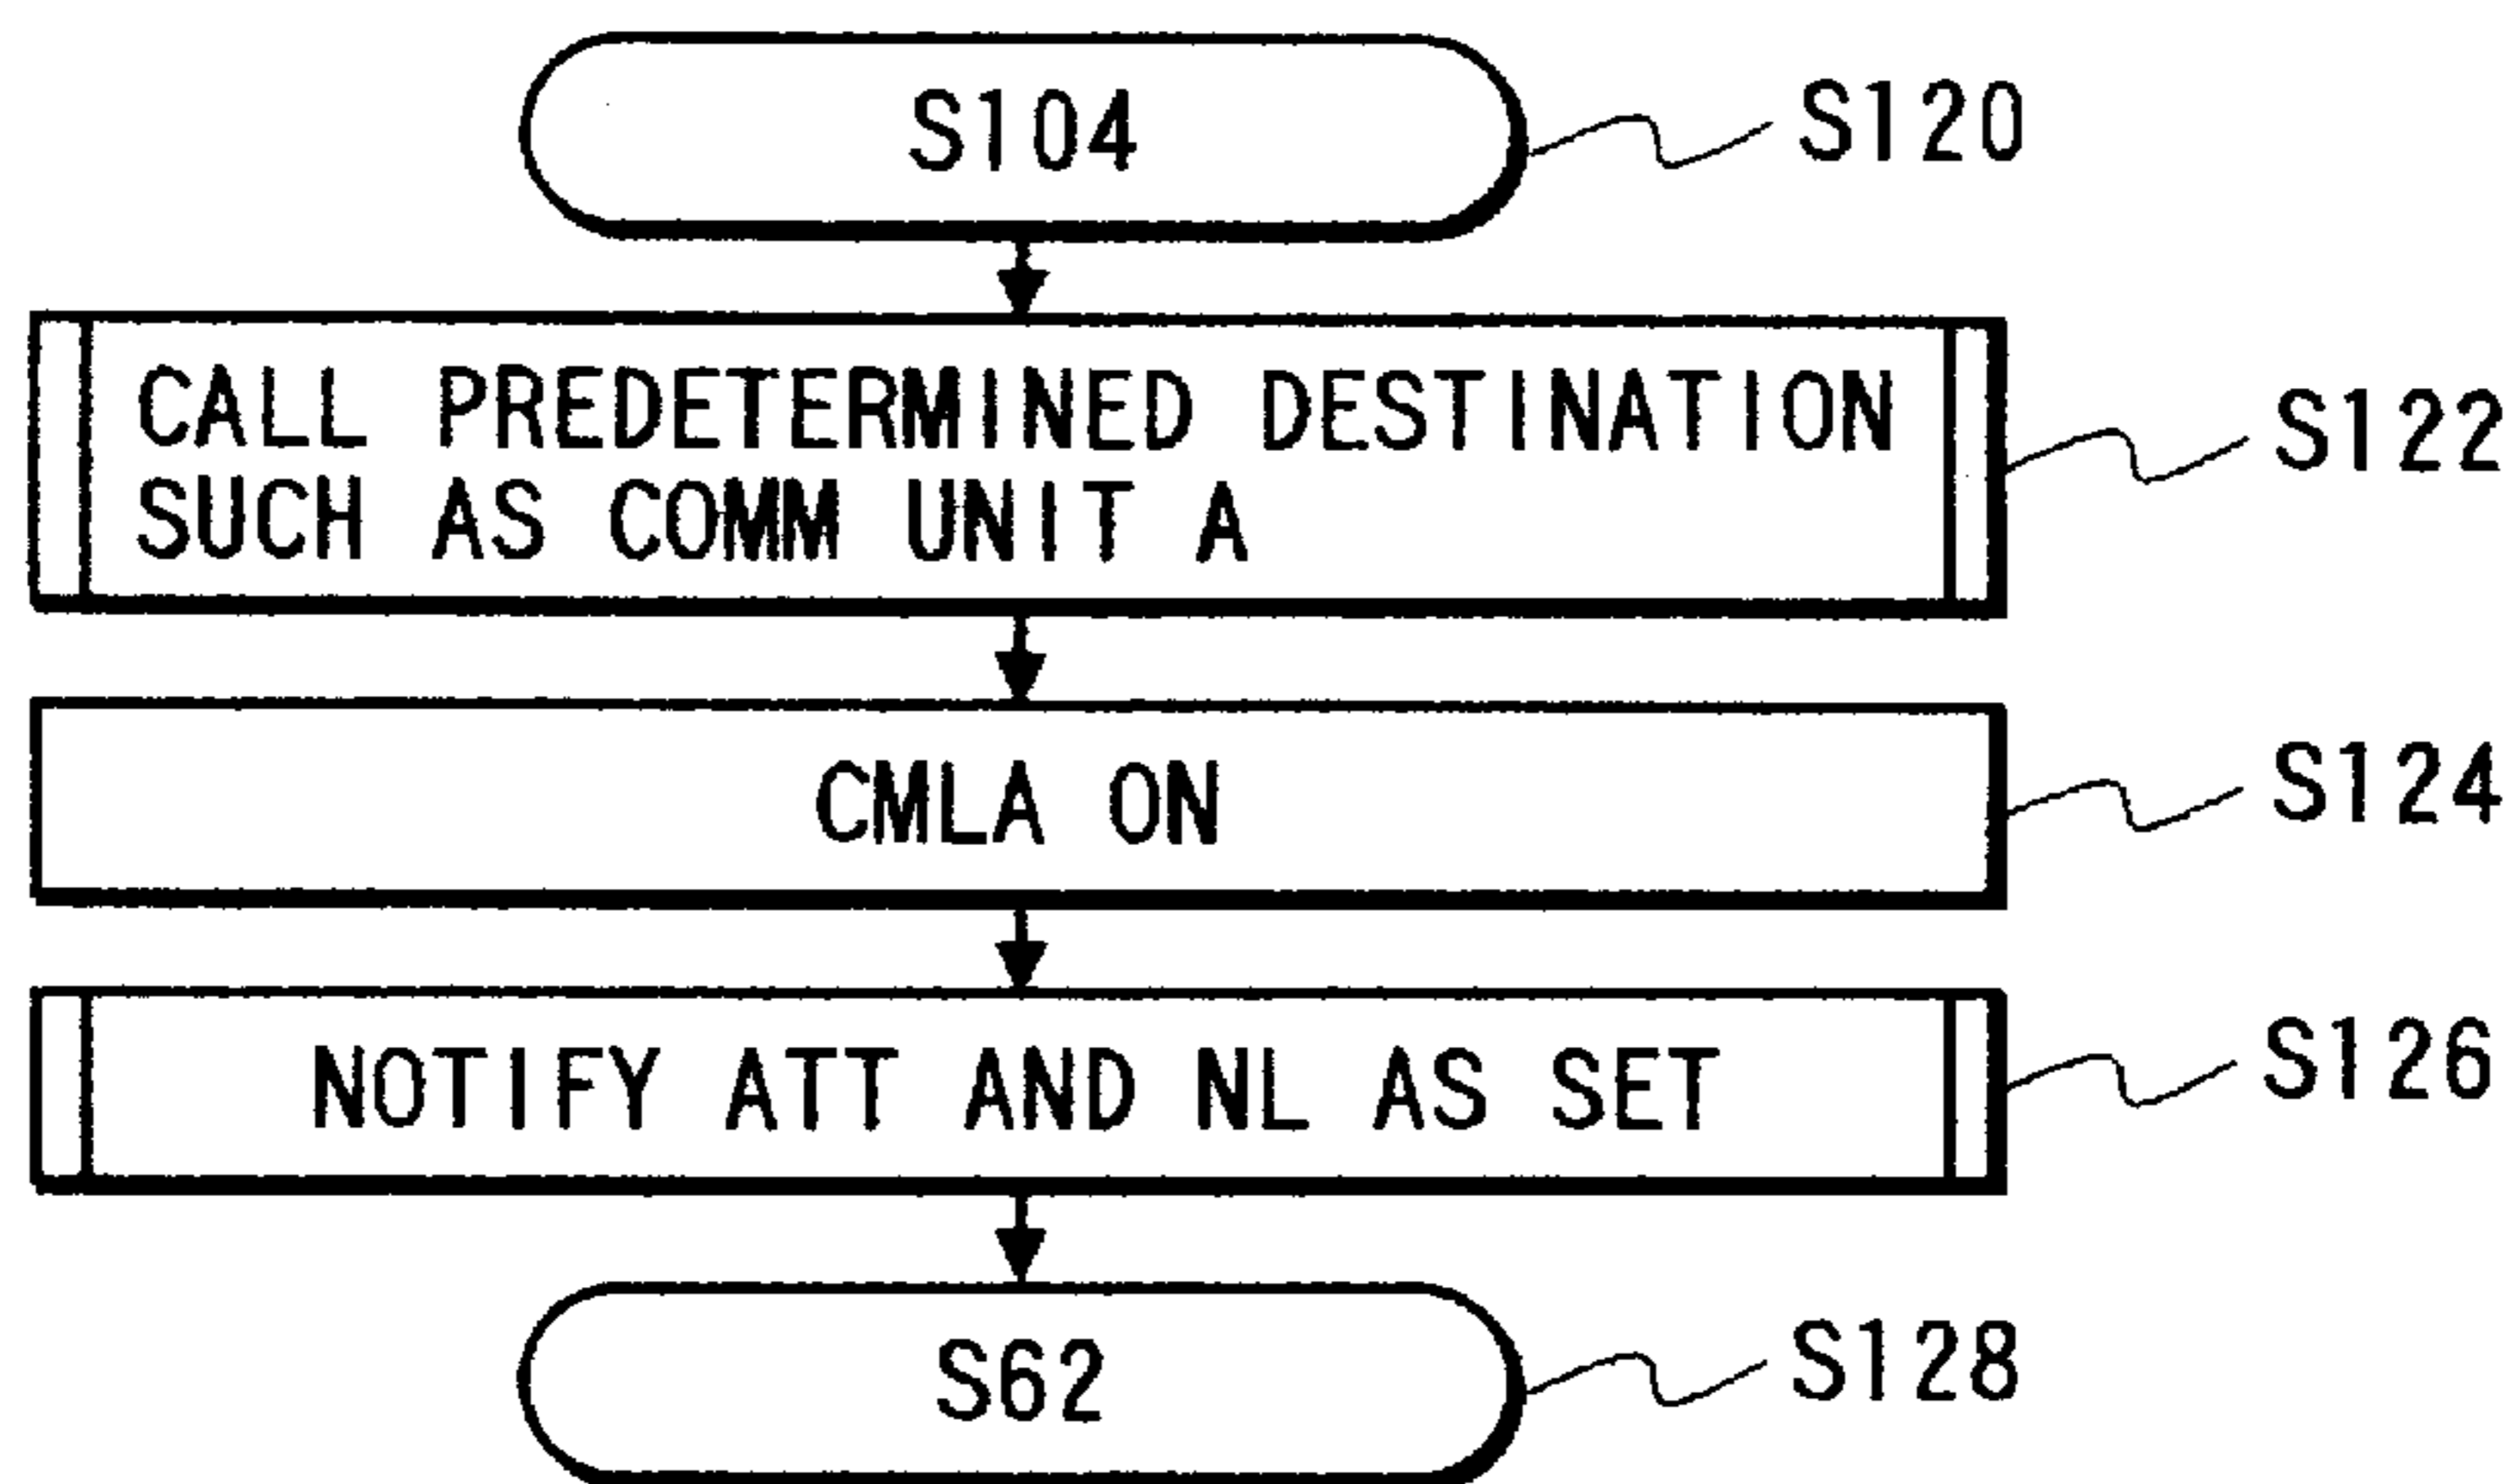 S104
S120
CALL PREDETERMINED DESTINATION
SUCH AS COMM UNIT A
S122
CMLA ON
S124
NOTIFY ATT AND NL AS SET
S126
S62
S128